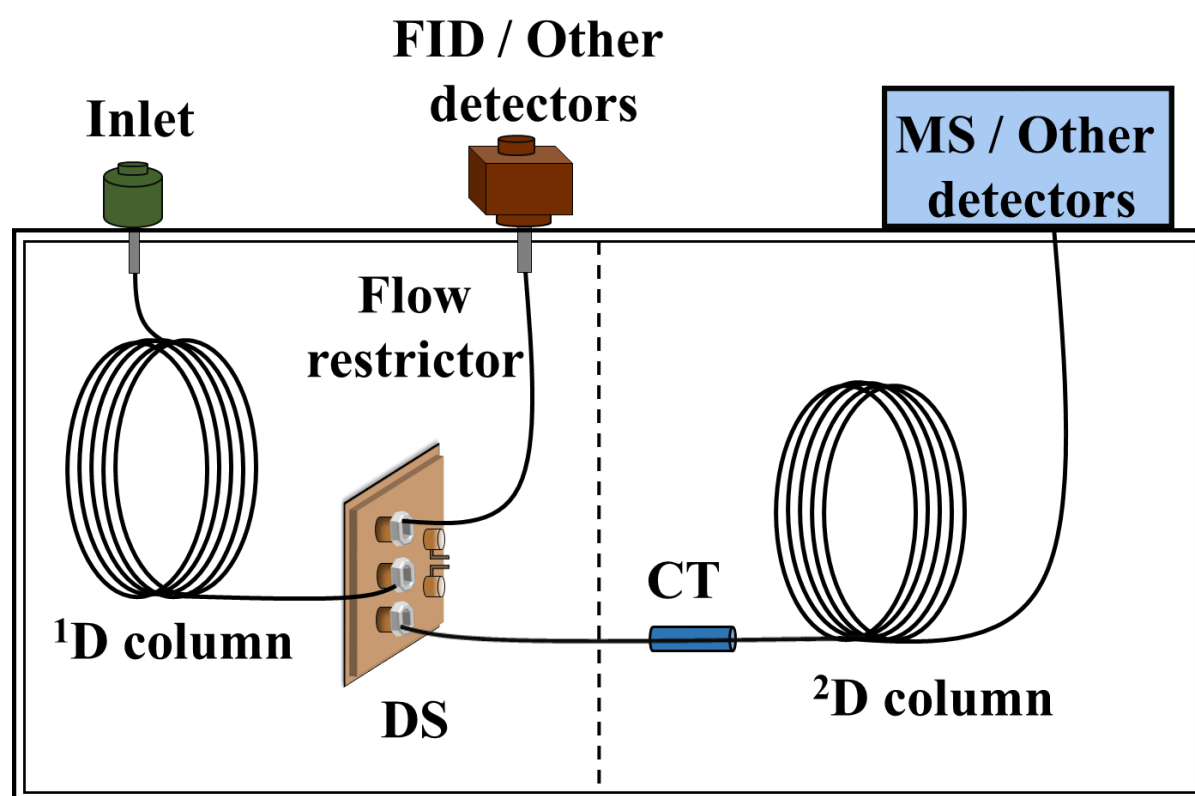 FID / Other
detectors
Inlet
MS / Other
detectors
Flow
restrictor
CT
¹D column
²D column
DS